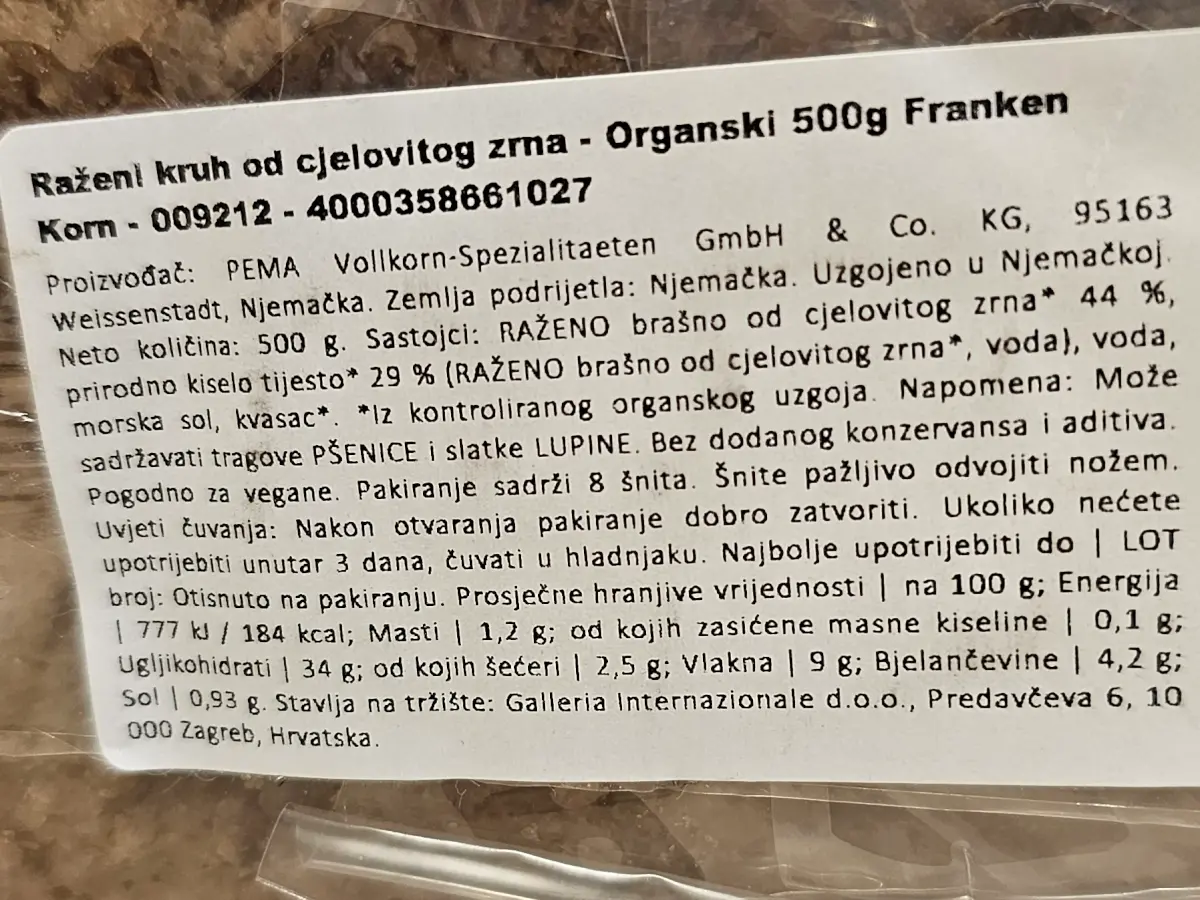 Raženi kruh od cjelovitog zrna - Organski 500g Franken
Korn - 009212 - 4000358661027
Proizvođač: PEMA Vollkorn-Spezialitaeten GmbH & Co. KG, 95163
Weissenstadt, Njemačka. Zemlja podrijetla: Njemačka. Uzgojeno u Njemačkoj.
Neto količina: 500 g. Sastojci: RAŽENO brašno od cjelovitog zrna* 44 %,
prirodno kiselo tijesto* 29 % (RAŽENO brašno od cjelovitog zrna*, voda), voda,
morska sol, kvasac*. *Iz kontroliranog organskog uzgoja. Napomena: Može
sadržavati tragove PŠENICE i slatke LUPINE. Bez dodanog konzervansa i aditiva.
Pogodno za vegane. Pakiranje sadrži 8 šnita. Šnite pažljivo odvojiti nožem.
Uvjeti čuvanja: Nakon otvaranja pakiranje dobro zatvoriti. Ukoliko nećete
upotrijebiti unutar 3 dana, čuvati u hladnjaku. Najbolje upotrijebiti do | LOT
broj: Otisnuto na pakiranju. Prosječne hranjive vrijednosti | na 100 g; Energija
| 777 kJ / 184 kcal; Masti | 1,2 g; od kojih zasićene masne kiseline | 0,1 g;
Ugljikohidrati | 34 g; od kojih šećeri | 2,5 g; Vlakna | 9 g; Bjelančevine | 4,2 g;
Sol | 0,93 g. Stavlja na tržište: Galleria Internazionale d.o.o., Predavčeva 6, 10
000 Zagreb, Hrvatska.